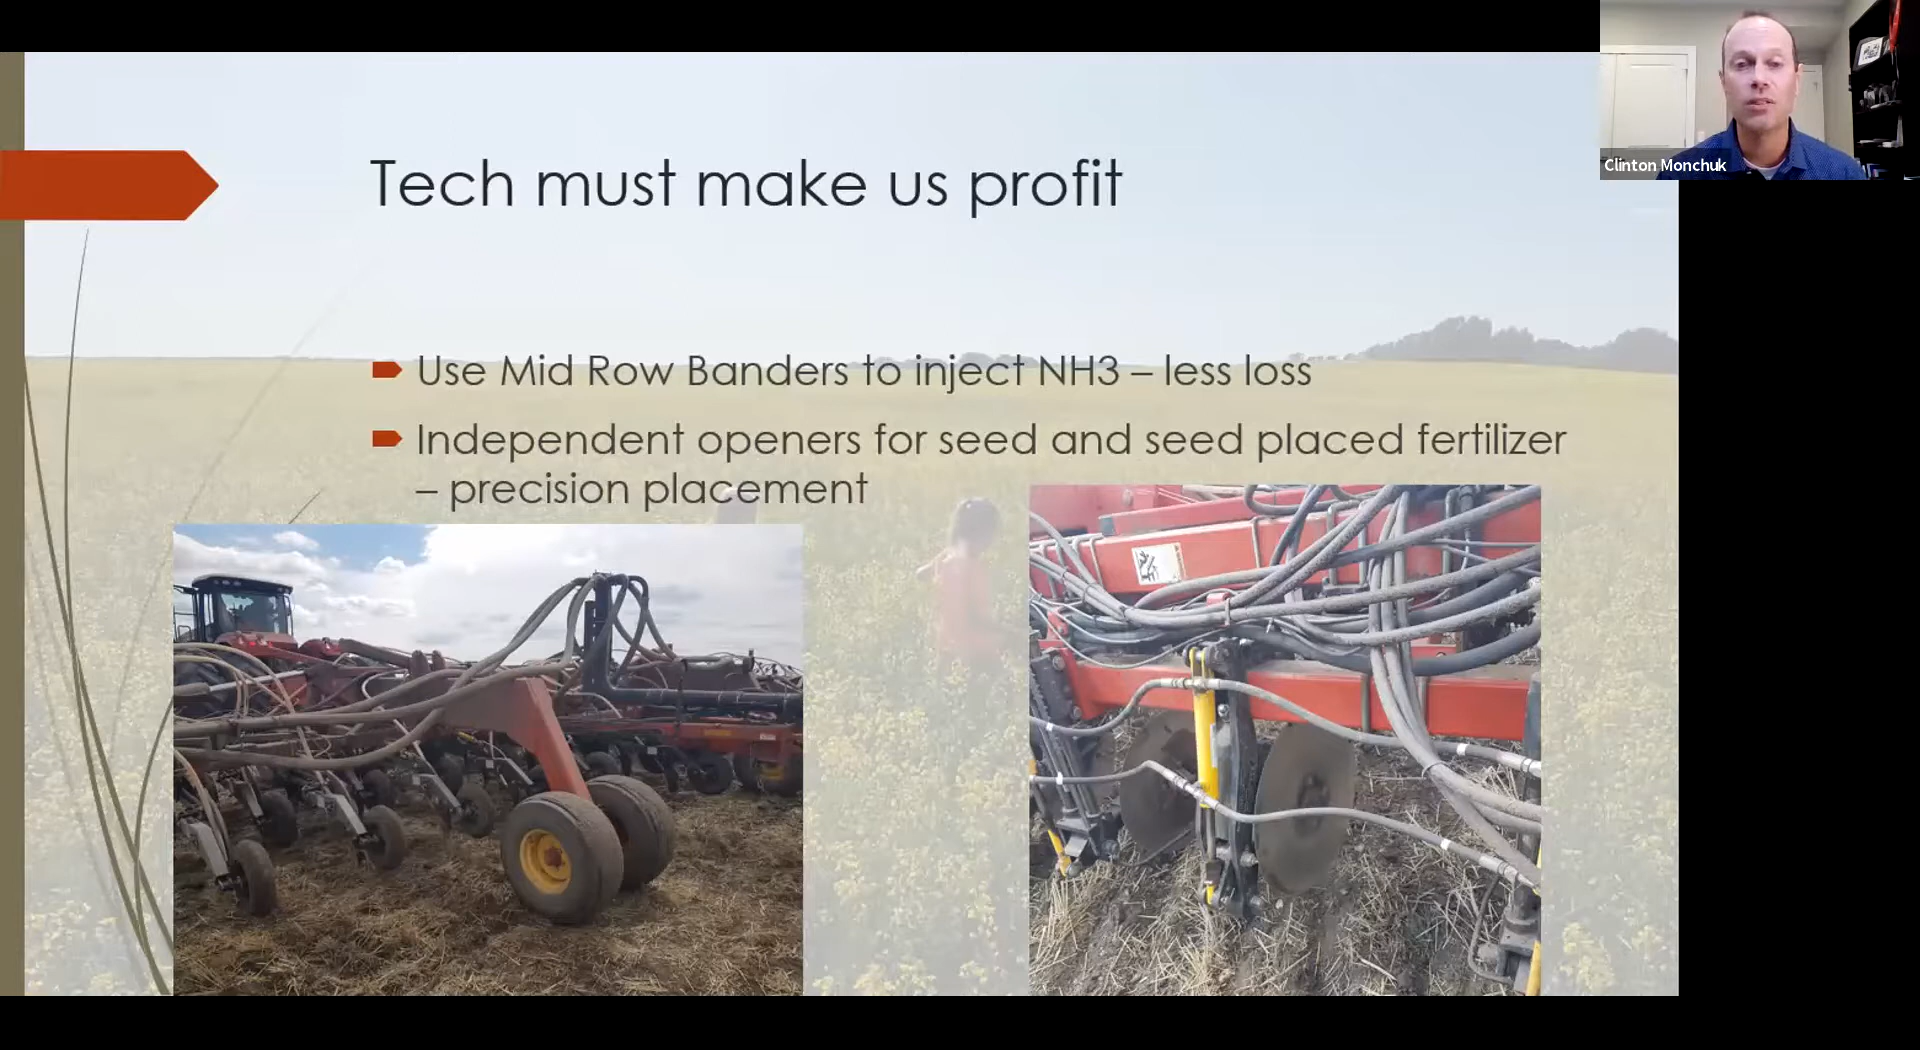 Clinton Monchuk
Tech must make us profit
Use Mid Row Banders to inject NH3 – less loss
Independent openers for seed and seed placed fertilizer
– precision placement